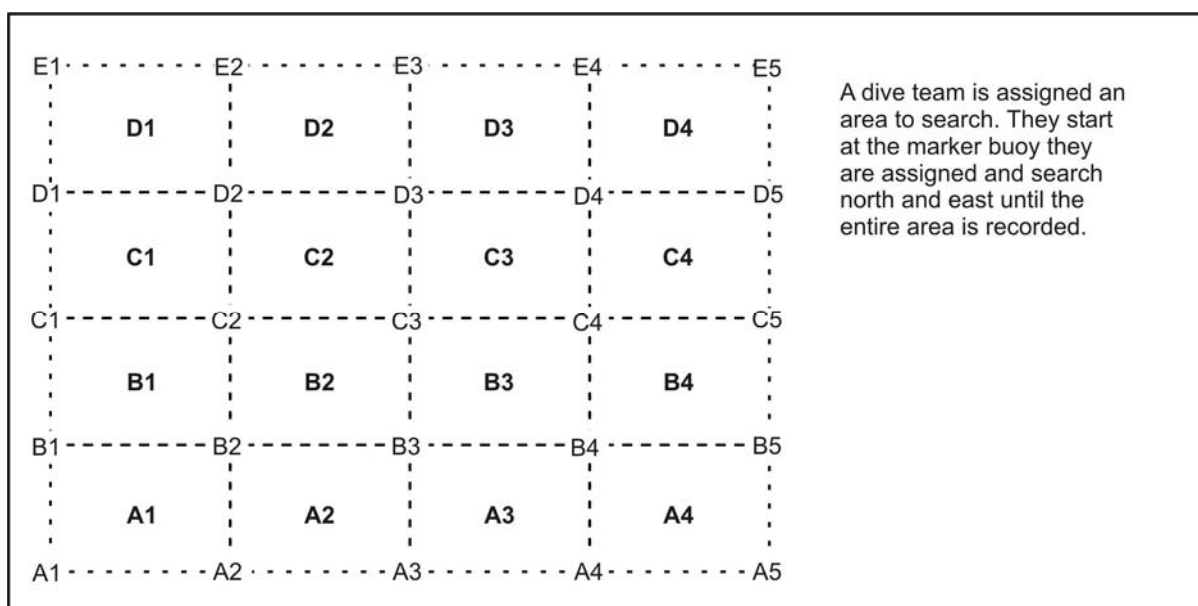 E1 E2 E3 E4 E5
D1 D2 D3 D4
D1 D2 D3 D4 D5
C1 C2 C3 C4
C1 C2 C3 C4 C5
B1 B2 B3 B4
B1 B2 B3 B4 B5
A1 A2 A3 A4
A1 A2 A3 A4 A5
A dive team is assigned an
area to search. They start
at the marker buoy they
are assigned and search
north and east until the
entire area is recorded.